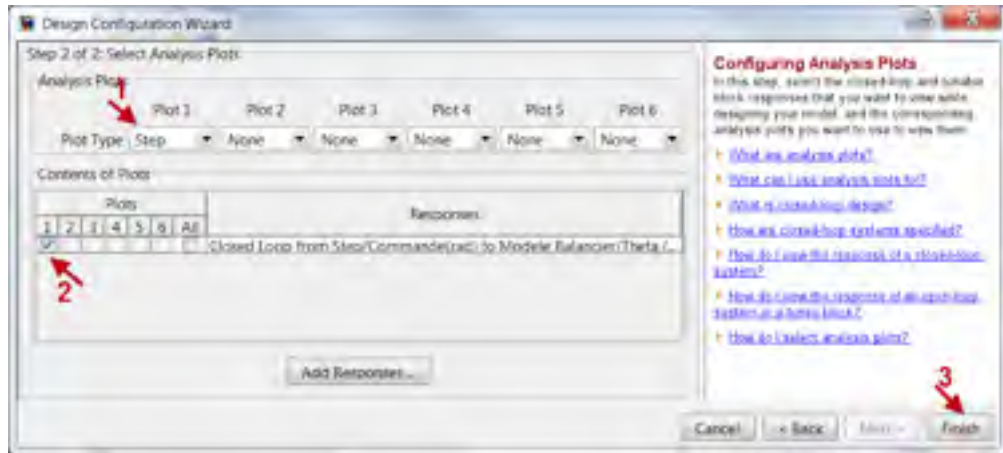 Design Configuration Wizard
Step 2 of 2: Select Analysis Plots
Analysis Plots
1
Plot 1 Plot 2 Plot 3 Plot 4 Plot 5 Plot 6
Plot Type Step None None None None None
Contents of Plots
Plots
Responses
1 2 3 4 5 6 All
Closed Loop from Step/Commande(rad) to Modele Balancier/Theta /...
2
Add Responses...
Configuring Analysis Plots
In this step, select the closed-loop and
block responses that you want to view while
designing your model, and the corresponding
analysis plots you want to use to view them.
What are analysis plots?
What can I use analysis plots for?
What is closed-loop design?
How are closed-loop systems specified?
How do I view the response of a closed-loop
system?
How do I view the response of an open-loop
system or a block?
How do I select analysis plots?
3
Cancel < Back Next > Finish